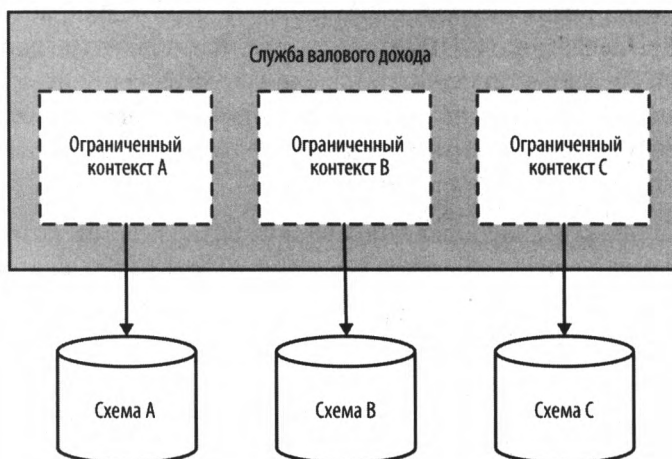 Служба валового дохода
Ограниченный
контекст A
Ограниченный
контекст B
Ограниченный
контекст C
Схема A
Схема B
Схема C